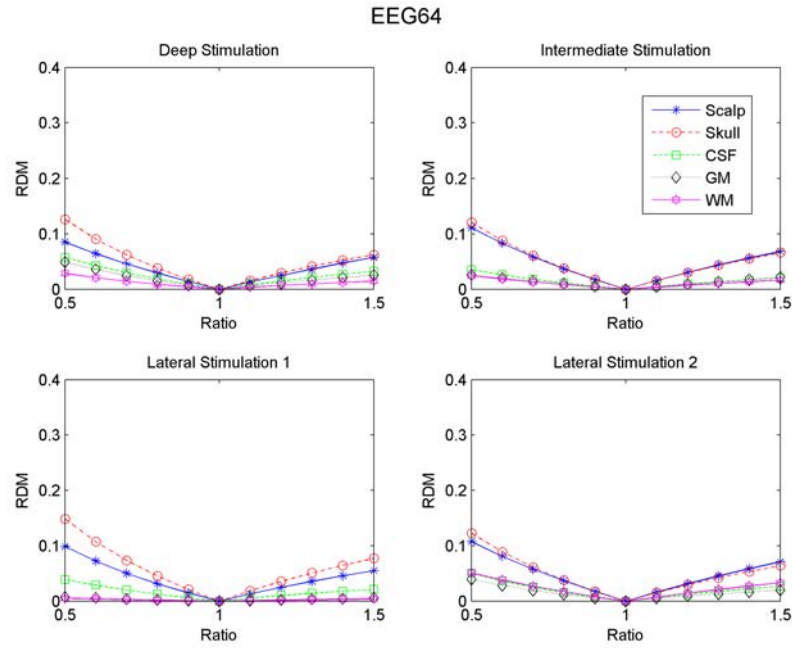 EEG64
Deep Stimulation
0.4
0.3
0.2
0.1
0
RDM
0.5
1
1.5
Ratio
Intermediate Stimulation
0.4
0.3
0.2
0.1
0
RDM
0.5
1
1.5
Ratio
Scalp
Skull
CSF
GM
WM
Lateral Stimulation 1
0.4
0.3
0.2
0.1
0
RDM
0.5
1
1.5
Ratio
Lateral Stimulation 2
0.4
0.3
0.2
0.1
0
RDM
0.5
1
1.5
Ratio